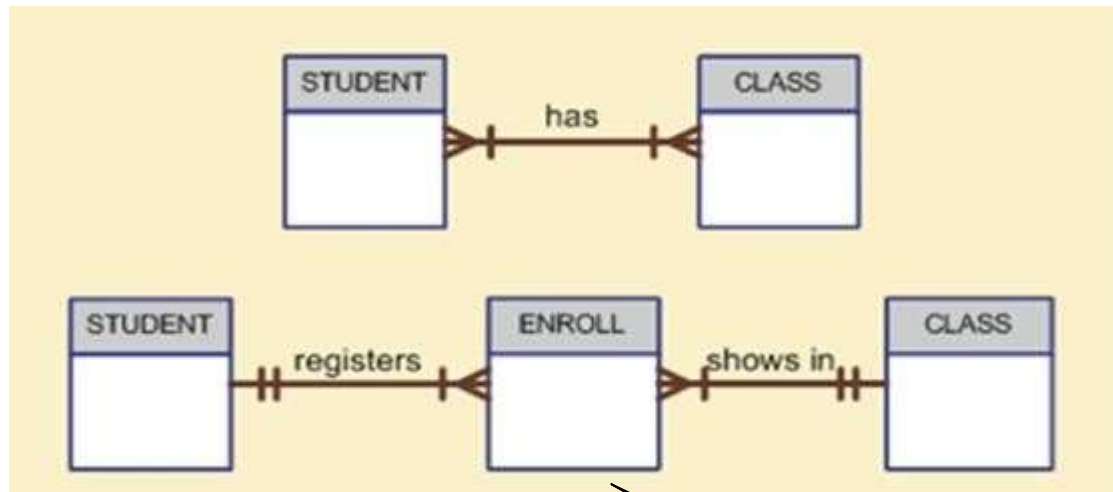 STUDENT
CLASS
has
STUDENT
ENROLL
CLASS
registers
shows in